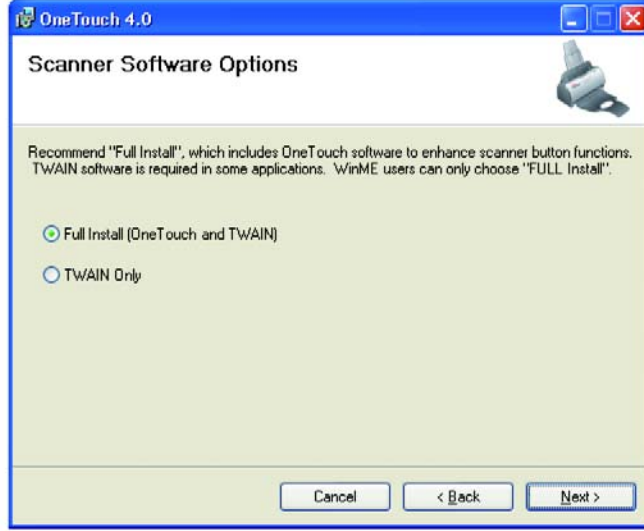 OneTouch 4.0
Scanner Software Options
Recommend "Full Install", which includes OneTouch software to enhance scanner button functions.
TWAIN software is required in some applications. WinME users can only choose "FULL Install".
Full Install (OneTouch and TWAIN)
TWAIN Only
Cancel
< Back
Next >